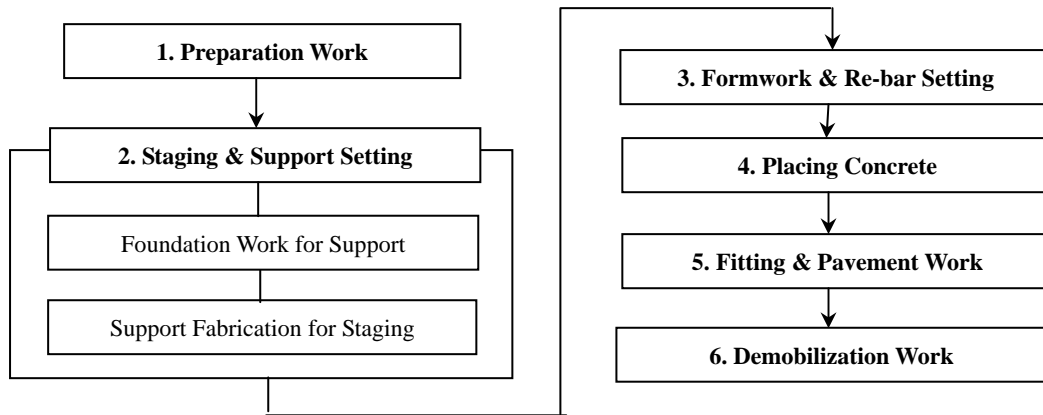 1. Preparation Work
2. Staging & Support Setting
Foundation Work for Support
Support Fabrication for Staging
3. Formwork & Re-bar Setting
4. Placing Concrete
5. Fitting & Pavement Work
6. Demobilization Work